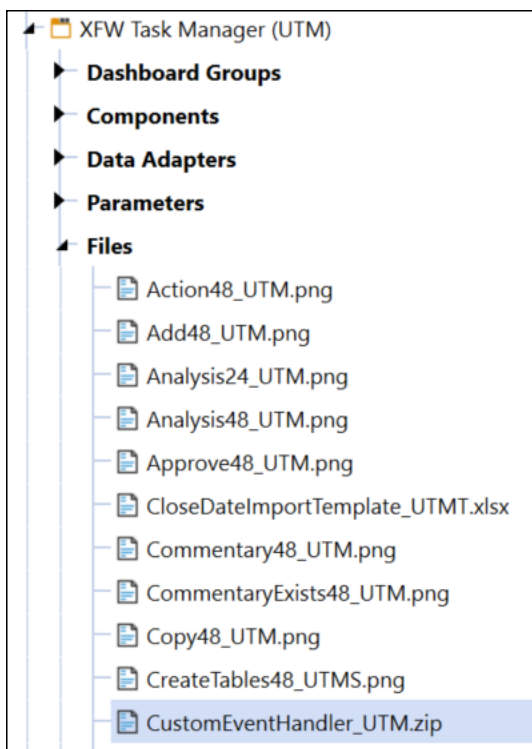 XFW Task Manager (UTM)
Dashboard Groups
Components
Data Adapters
Parameters
Files
Action48_UTM.png
Add48_UTM.png
Analysis24_UTM.png
Analysis48_UTM.png
Approve48_UTM.png
CloseDateImportTemplate_UTMT.xlsx
Commentary48_UTM.png
CommentaryExists48_UTM.png
Copy48_UTM.png
CreateTables48_UTMS.png
CustomEventHandler_UTM.zip